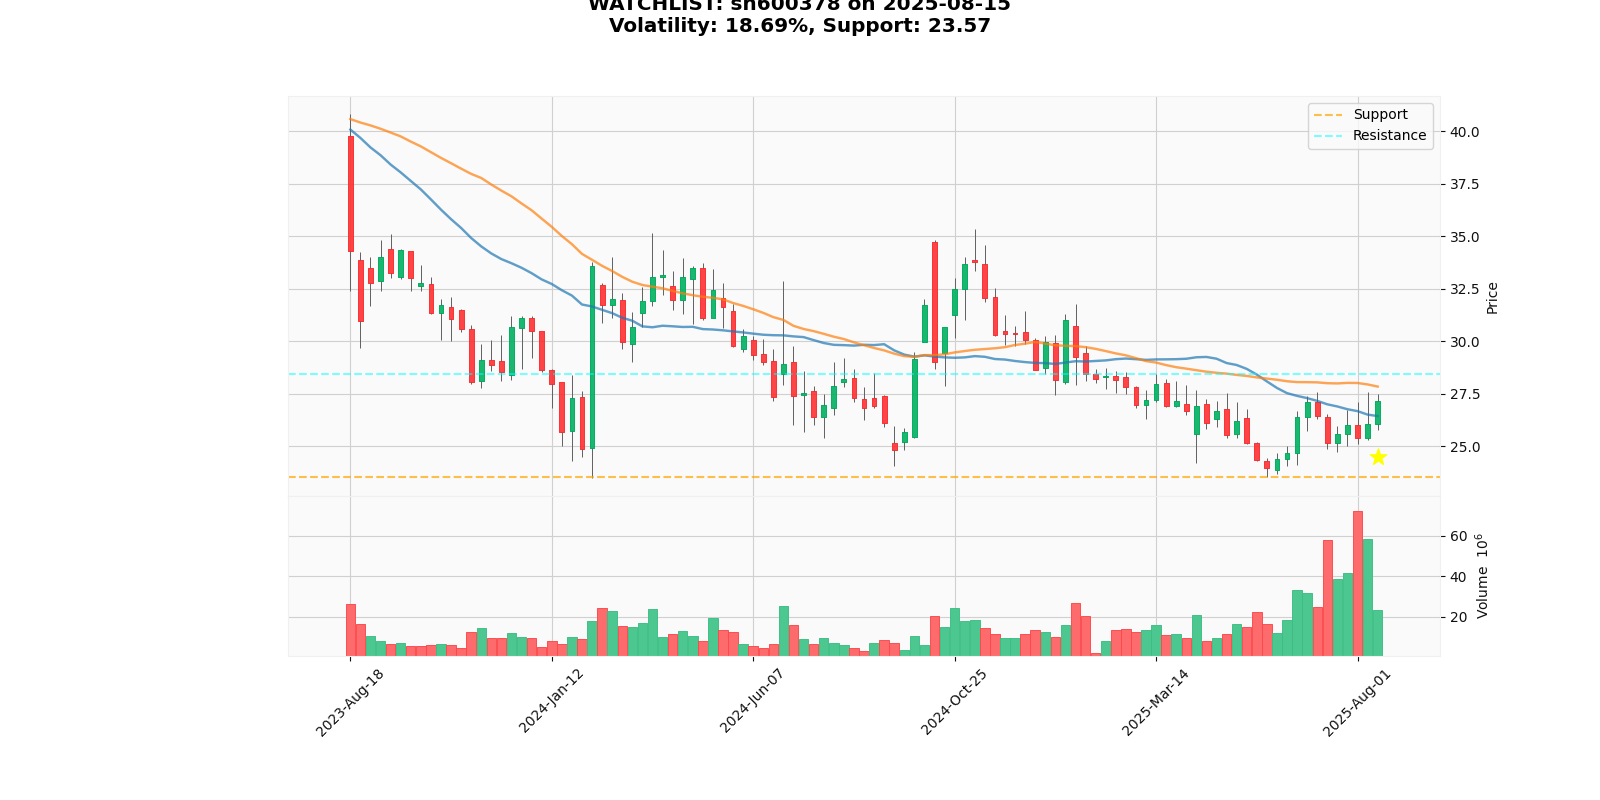 WATCHLIST: sh600378 on 2025-08-15
Volatility: 18.69%, Support: 23.57
Support
Resistance
40.0
37.5
35.0
32.5
30.0
27.5
25.0
Price
60
40
20
Volume 10⁶
2023-Aug-18
2024-Jan-12
2024-Jun-07
2024-Oct-25
2025-Mar-14
2025-Aug-01